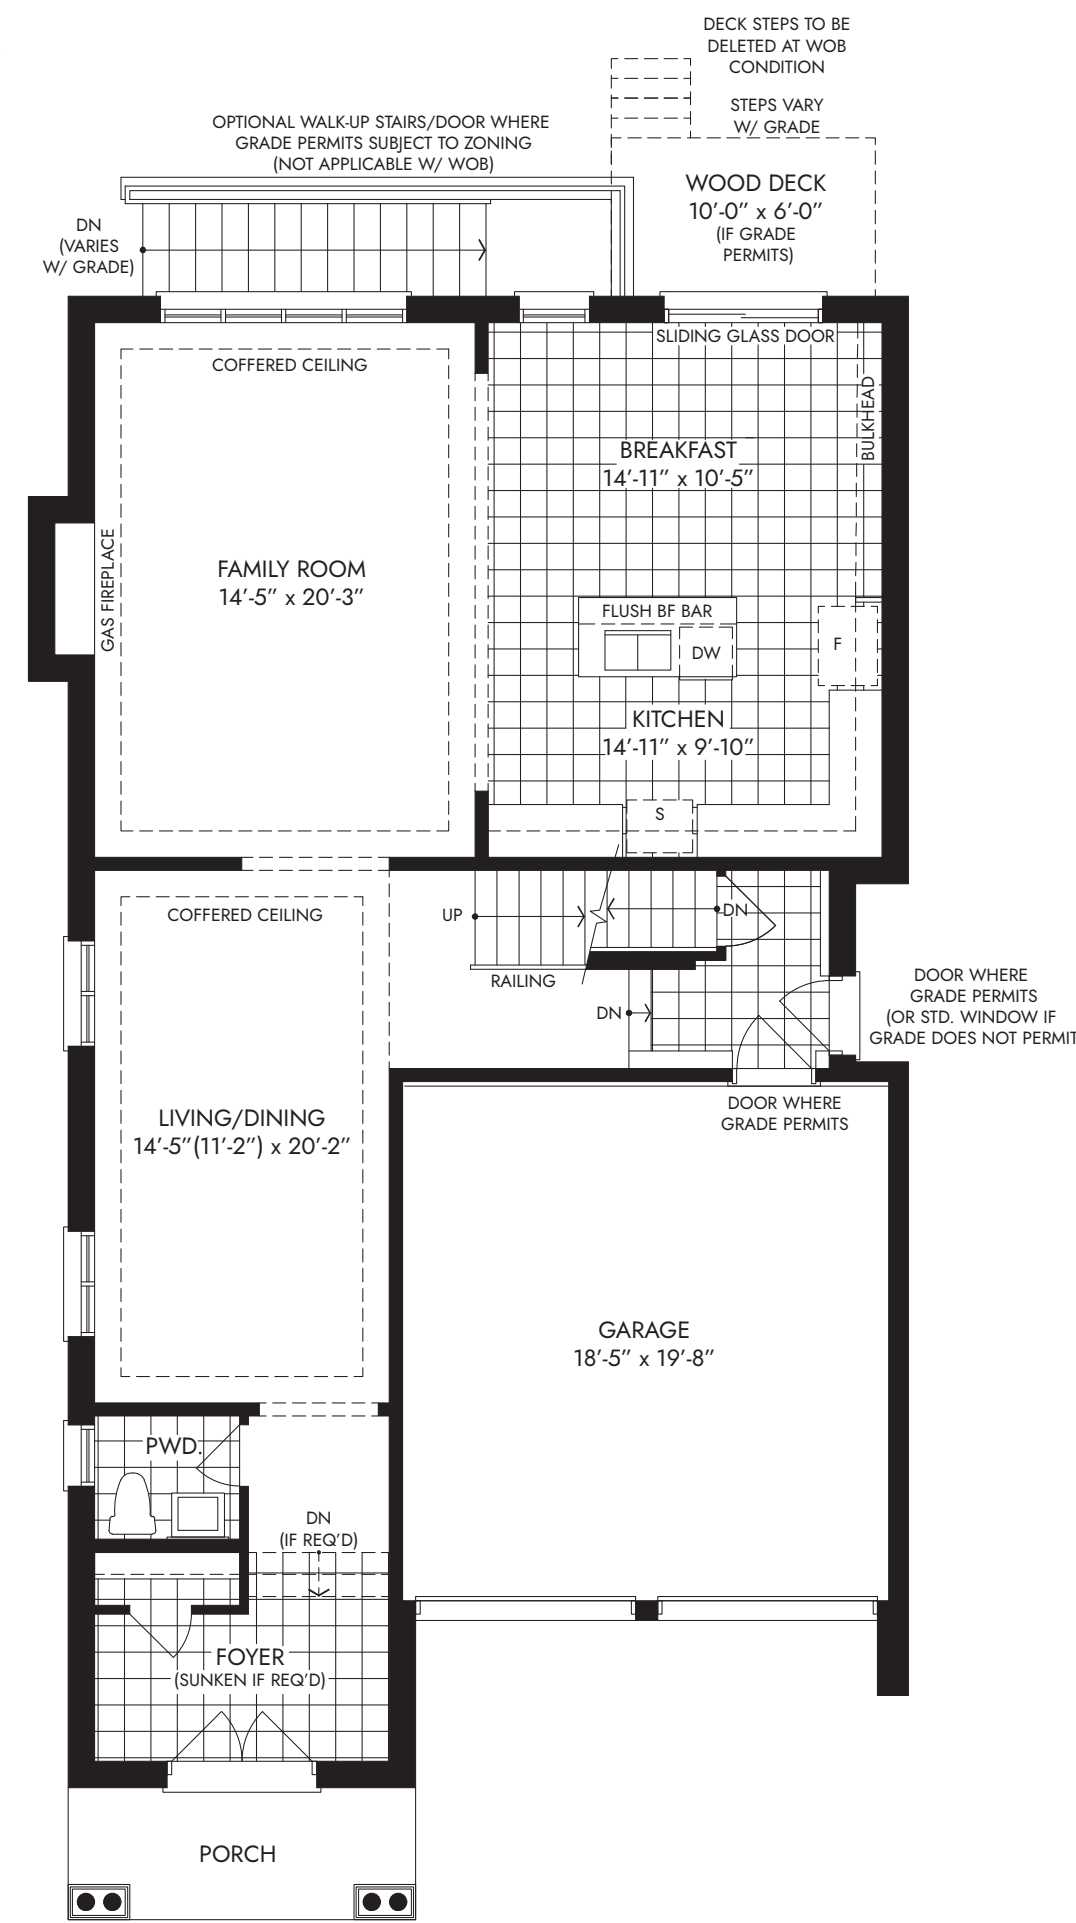 DECK STEPS TO BE
DELETED AT WOB
CONDITION
STEPS VARY
W/ GRADE
OPTIONAL WALK-UP STAIRS/DOOR WHERE
GRADE PERMITS SUBJECT TO ZONING
(NOT APPLICABLE W/ WOB)
WOOD DECK
10’-0” x 6’-0”
(IF GRADE
PERMITS)
DN
(VARIES
W/ GRADE)
SLIDING GLASS DOOR
COFFERED CEILING
BULKHEAD
BREAKFAST
14’-11” x 10’-5”
GAS FIREPLACE
FAMILY ROOM
14’-5” x 20’-3”
FLUSH BF BAR
DW
F
KITCHEN
14’-11” x 9’-10”
S
COFFERED CEILING
UP
DN
RAILING
DN
DOOR WHERE
GRADE PERMITS
(OR STD. WINDOW IF
GRADE DOES NOT PERMIT
DOOR WHERE
GRADE PERMITS
LIVING/DINING
14’-5”(11’-2”) x 20’-2”
GARAGE
18’-5” x 19’-8”
PWD.
DN
(IF REQ’D)
FOYER
(SUNKEN IF REQ’D)
PORCH